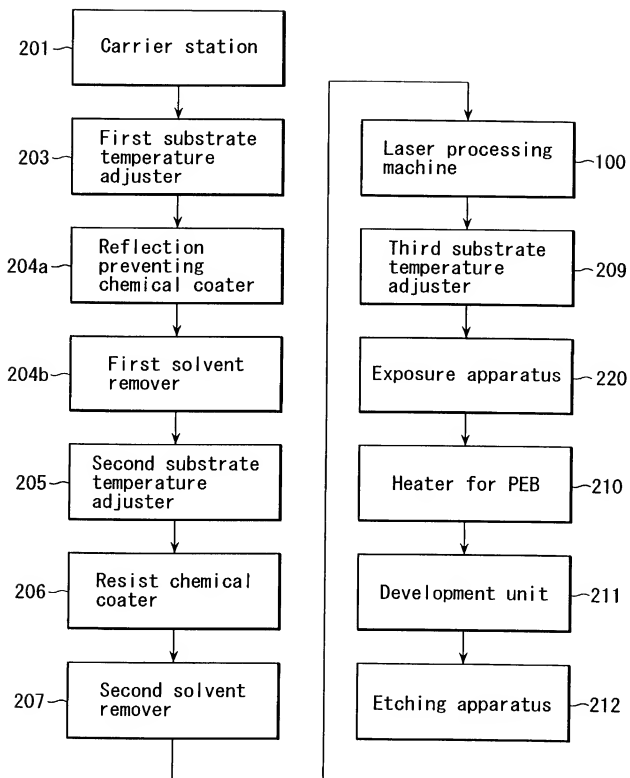 201
Carrier station
203
First substrate
temperature
adjuster
204a
Reflection
preventing
chemical coater
204b
First solvent
remover
205
Second substrate
temperature
adjuster
206
Resist chemical
coater
207
Second solvent
remover
Laser processing
machine
100
Third substrate
temperature
adjuster
209
Exposure apparatus
220
Heater for PEB
210
Development unit
211
Etching apparatus
212